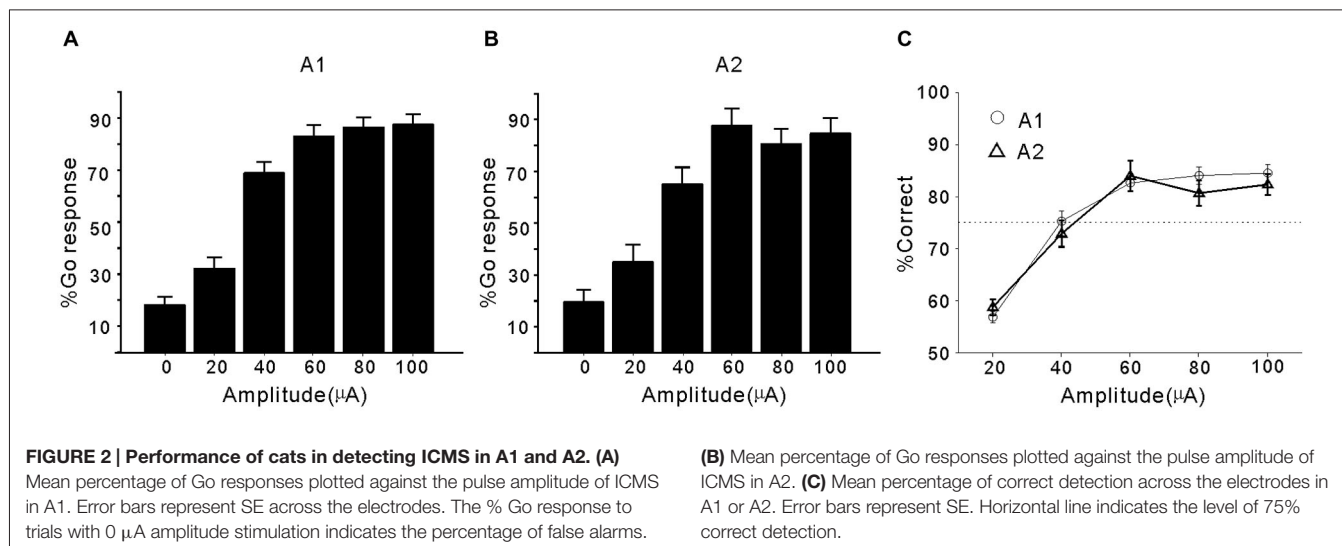 A
A1
%Go response
90
70
50
30
10
0 20 40 60 80 100
Amplitude(μA)
B
A2
%Go response
90
70
50
30
10
0 20 40 60 80 100
Amplitude(μA)
C
%Correct
100
90
80
70
60
50
A1
A2
20 40 60 80 100
Amplitude(μA)
FIGURE 2 | Performance of cats in detecting ICMS in A1 and A2. (A)
Mean percentage of Go responses plotted against the pulse amplitude of ICMS
in A1. Error bars represent SE across the electrodes. The % Go response to
trials with 0 μA amplitude stimulation indicates the percentage of false alarms.
(B) Mean percentage of Go responses plotted against the pulse amplitude of
ICMS in A2. (C) Mean percentage of correct detection across the electrodes in
A1 or A2. Error bars represent SE. Horizontal line indicates the level of 75%
correct detection.